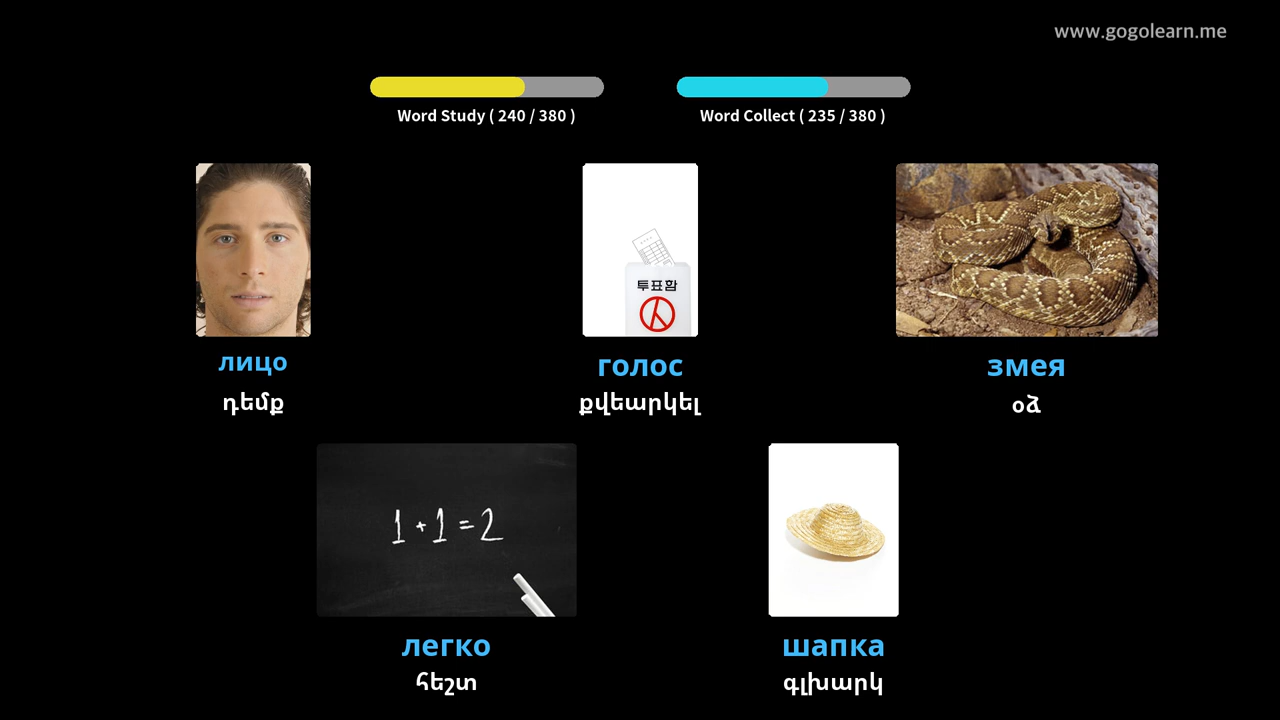 www.gogolearn.me
Word Study ( 240 / 380 )
Word Collect ( 235 / 380 )
투표함
лицо
голос
змея
դեմք
քվեարկել
օձ
1 + 1 = 2
легко
шапка
հեշտ
գլխարկ